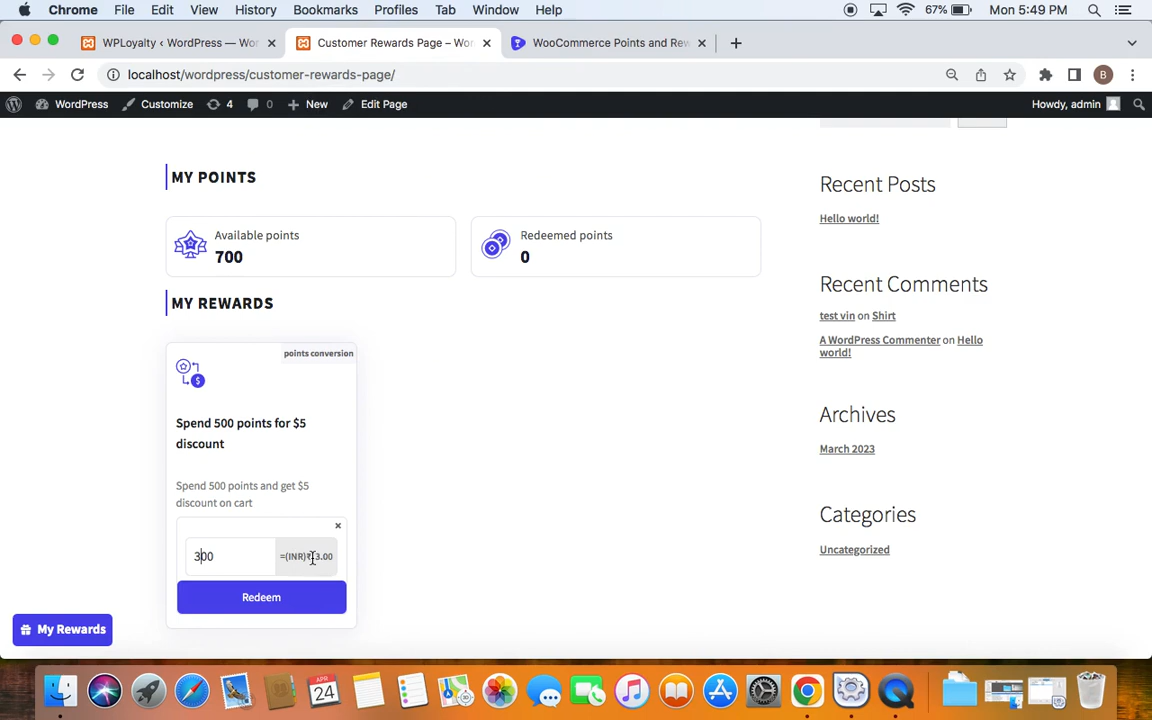 Chrome File Edit View History Bookmarks Profiles Tab Window Help 67% Mon 5:49 PM
WPLoyalty ‹ WordPress — Wor Customer Rewards Page – Wor WooCommerce Points and Rew
localhost/wordpress/customer-rewards-page/ B
WordPress Customize 4 0 New Edit Page Howdy, admin
MY POINTS
Available points
700
Redeemed points
0
MY REWARDS
points conversion
$
Spend 500 points for $5
discount
Spend 500 points and get $5
discount on cart
300 =(INR)₹3.00
Redeem
My Rewards
Recent Posts
Hello world!
Recent Comments
test vin on Shirt
A WordPress Commenter on Hello
world!
Archives
March 2023
Categories
Uncategorized
APR
24